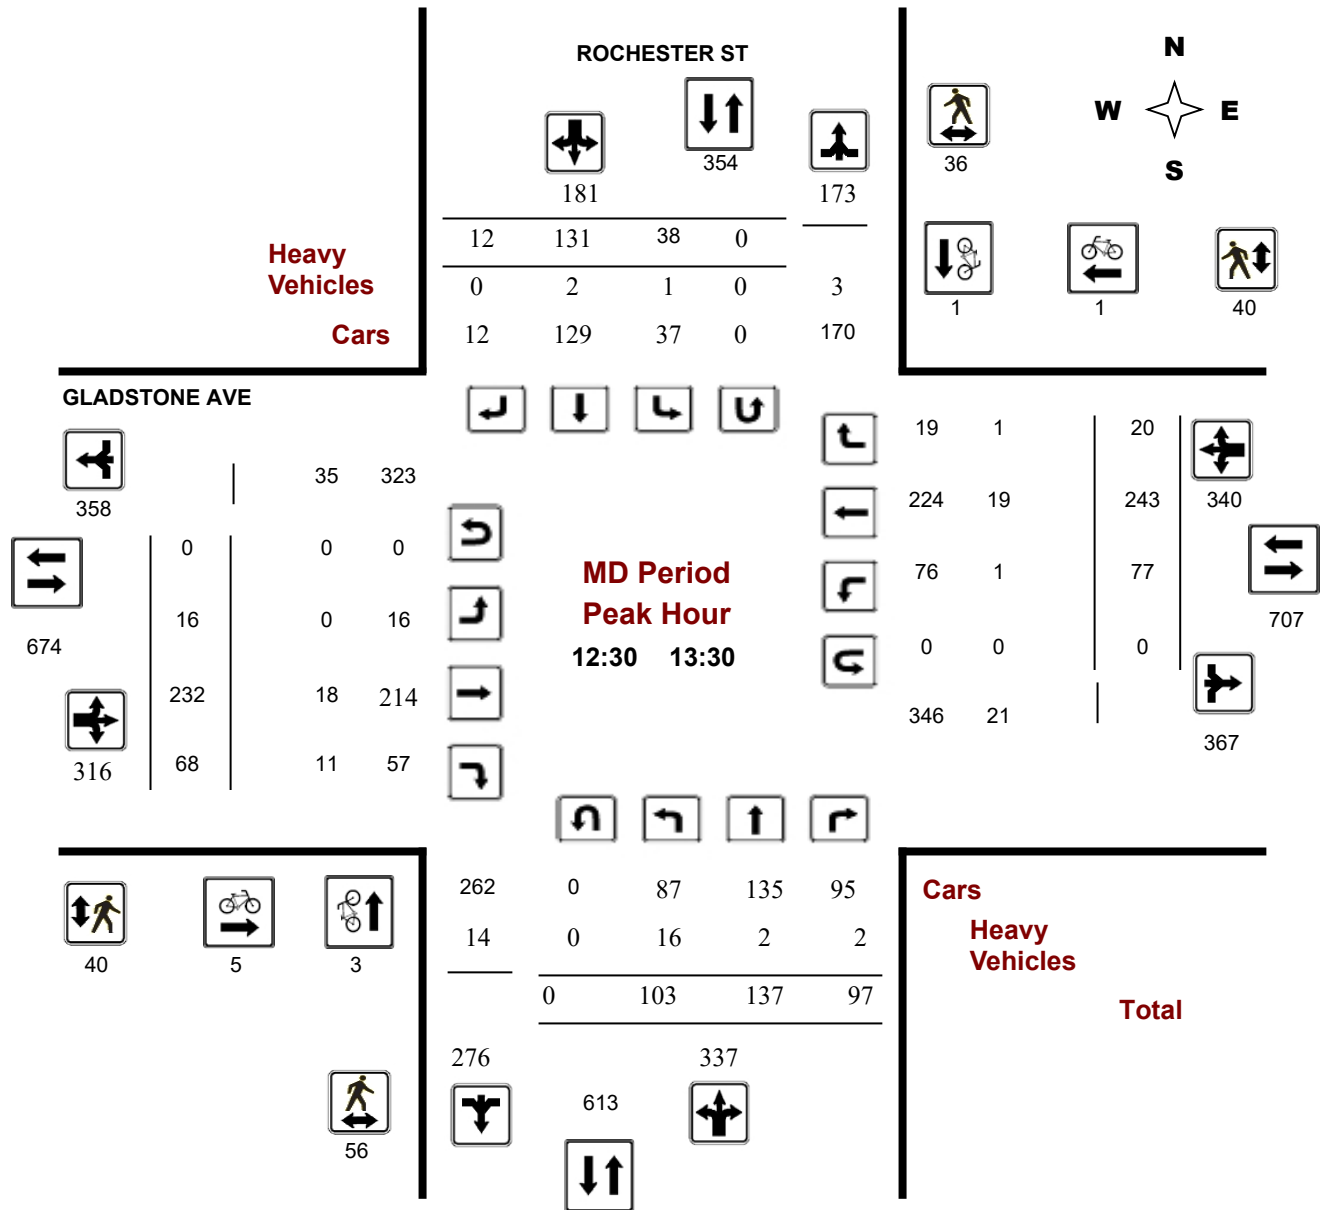 ROCHESTER ST
N
W E
S
354
36
181 173
12 131 38 0
Heavy
Vehicles
0 2 1 0 3
1 1 40
Cars
12 129 37 0 170
GLADSTONE AVE
19 1 20
35 323
358
224 19 243 340
0 0 0
MD Period
76 1 77
Peak Hour
16 0 16
707
674
12:30 13:30
0 0 0
232 18 214
346 21
367
316
68 11 57
262 0 87 135 95
Cars
14 0 16 2 2
Heavy
Vehicles
40 5 3
0 103 137 97
Total
276 337
613
56